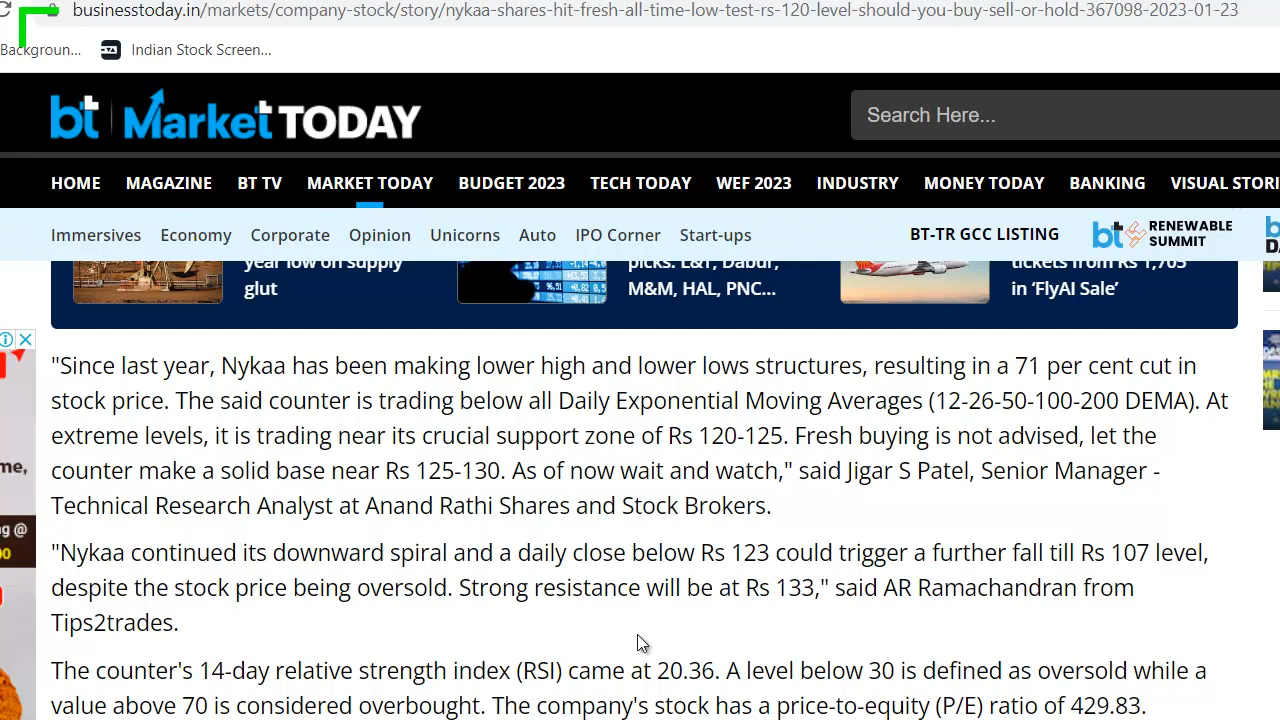 businesstoday.in/markets/company-stock/story/nykaa-shares-hit-fresh-all-time-low-test-rs-120-level-should-you-buy-sell-or-hold-367098-2023-01-23
Backgroun... Indian Stock Screen...
bt Market TODAY Search Here...
HOME MAGAZINE BT TV MARKET TODAY BUDGET 2023 TECH TODAY WEF 2023 INDUSTRY MONEY TODAY BANKING VISUAL STORI
Immersives Economy Corporate Opinion Unicorns Auto IPO Corner Start-ups BT-TR GCC LISTING bt RENEWABLE
SUMMIT
year low on supply picks: L&T, Dabur, tickets from Rs 1,705
glut M&M, HAL, PNC... in ‘FlyAI Sale’
"Since last year, Nykaa has been making lower high and lower lows structures, resulting in a 71 per cent cut in
stock price. The said counter is trading below all Daily Exponential Moving Averages (12-26-50-100-200 DEMA). At
extreme levels, it is trading near its crucial support zone of Rs 120-125. Fresh buying is not advised, let the
counter make a solid base near Rs 125-130. As of now wait and watch," said Jigar S Patel, Senior Manager -
Technical Research Analyst at Anand Rathi Shares and Stock Brokers.
"Nykaa continued its downward spiral and a daily close below Rs 123 could trigger a further fall till Rs 107 level,
despite the stock price being oversold. Strong resistance will be at Rs 133," said AR Ramachandran from
Tips2trades.
The counter's 14-day relative strength index (RSI) came at 20.36. A level below 30 is defined as oversold while a
value above 70 is considered overbought. The company's stock has a price-to-equity (P/E) ratio of 429.83.